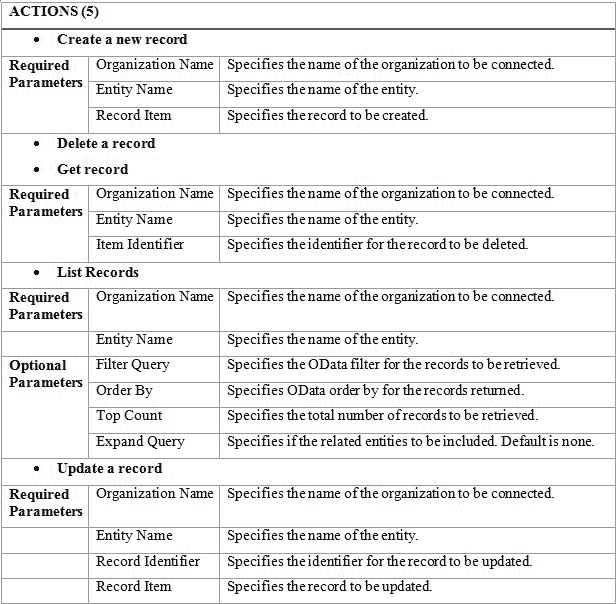 ACTIONS (5)
• Create a new record
Required Parameters Organization Name Specifies the name of the organization to be connected.
Entity Name Specifies the name of the entity.
Record Item Specifies the record to be created.
• Delete a record
• Get record
Required Parameters Organization Name Specifies the name of the organization to be connected.
Entity Name Specifies the name of the entity.
Item Identifier Specifies the identifier for the record to be deleted.
• List Records
Required Parameters Organization Name Specifies the name of the organization to be connected.
Entity Name Specifies the name of the entity.
Optional Parameters Filter Query Specifies the OData filter for the records to be retrieved.
Order By Specifies OData order by for the records returned.
Top Count Specifies the total number of records to be retrieved.
Expand Query Specifies if the related entities to be included. Default is none.
• Update a record
Required Parameters Organization Name Specifies the name of the organization to be connected.
Entity Name Specifies the name of the entity.
Record Identifier Specifies the identifier for the record to be updated.
Record Item Specifies the record to be updated.